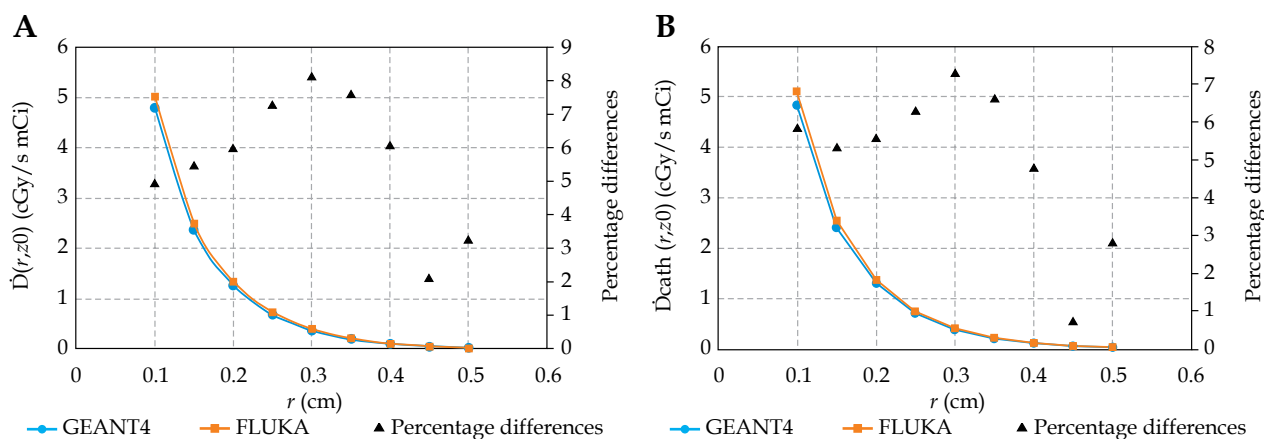 A
6
5
4
3
2
1
0
Ḋ(r,z0) (cGy/s mCi)
9
8
7
6
5
4
3
2
1
0
Percentage differences
0 0.1 0.2 0.3 0.4 0.5 0.6
r (cm)
GEANT4 FLUKA Percentage differences
B
6
5
4
3
2
1
0
Ḋcath (r,z0) (cGy/s mCi)
8
7
6
5
4
3
2
1
0
Percentage differences
0 0.1 0.2 0.3 0.4 0.5 0.6
r (cm)
GEANT4 FLUKA Percentage differences